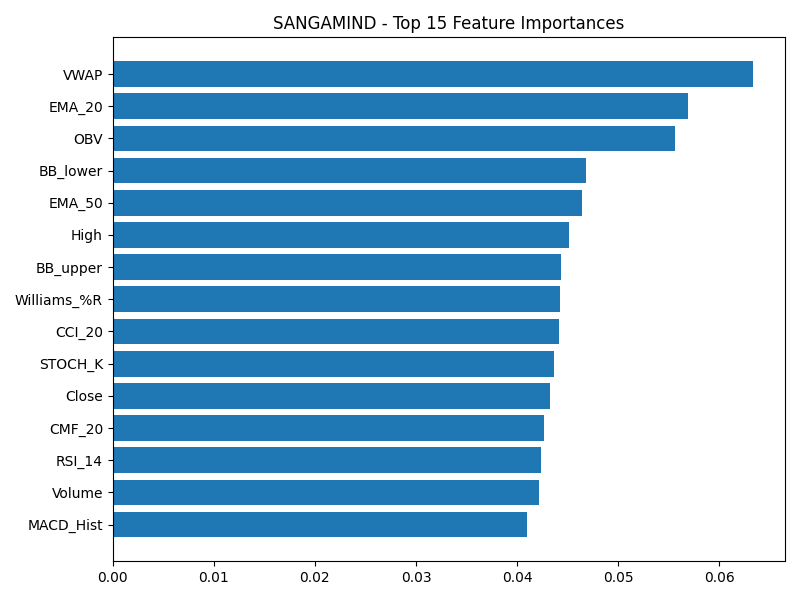 SANGAMIND - Top 15 Feature Importances
VWAP
EMA_20
OBV
BB_lower
EMA_50
High
BB_upper
Williams_%R
CCI_20
STOCH_K
Close
CMF_20
RSI_14
Volume
MACD_Hist
0.00 0.01 0.02 0.03 0.04 0.05 0.06